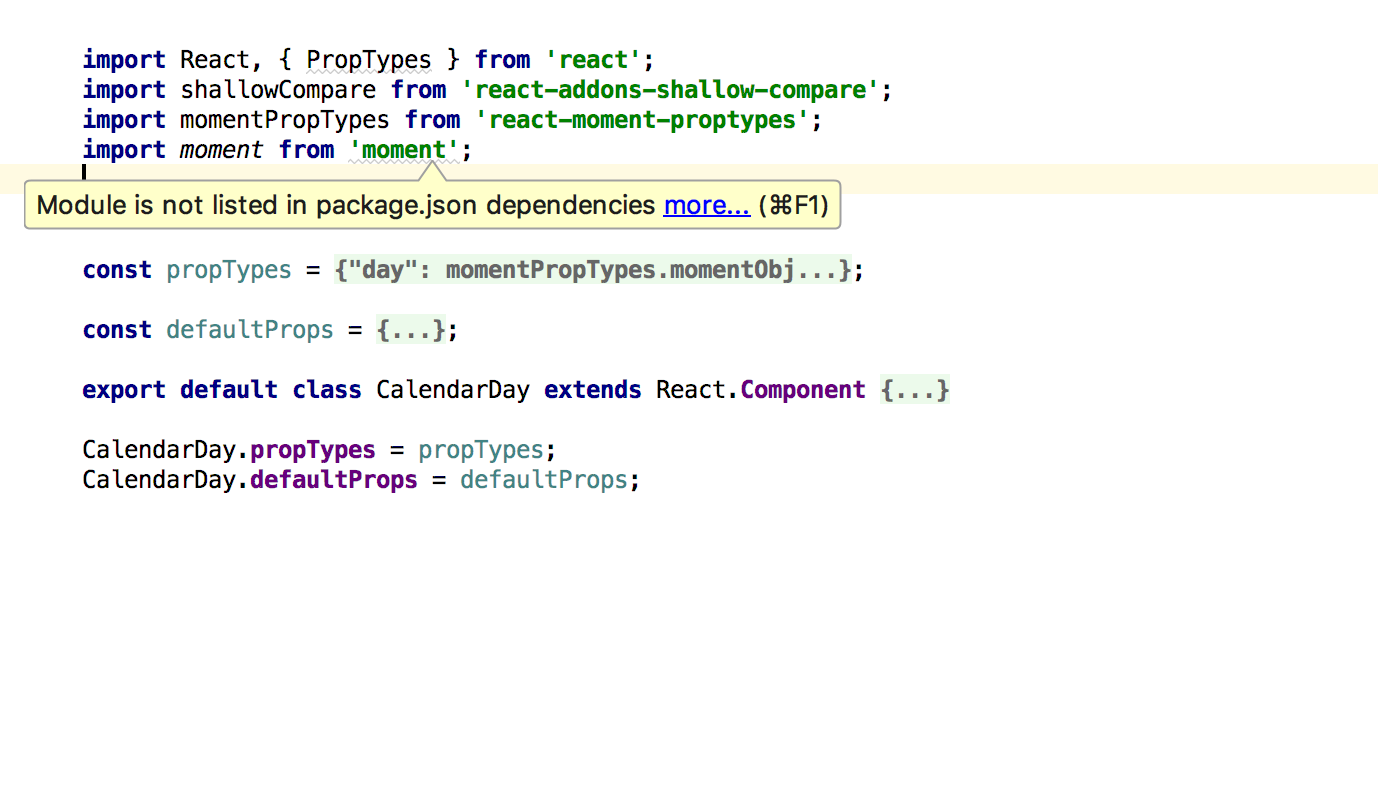 import React, { PropTypes } from 'react';
import shallowCompare from 'react-addons-shallow-compare';
import momentPropTypes from 'react-moment-proptypes';
import moment from 'moment';
Module is not listed in package.json dependencies more... (⌘F1)
const propTypes = {"day": momentPropTypes.momentObj...};
const defaultProps = {...};
export default class CalendarDay extends React.Component {...}
CalendarDay.propTypes = propTypes;
CalendarDay.defaultProps = defaultProps;